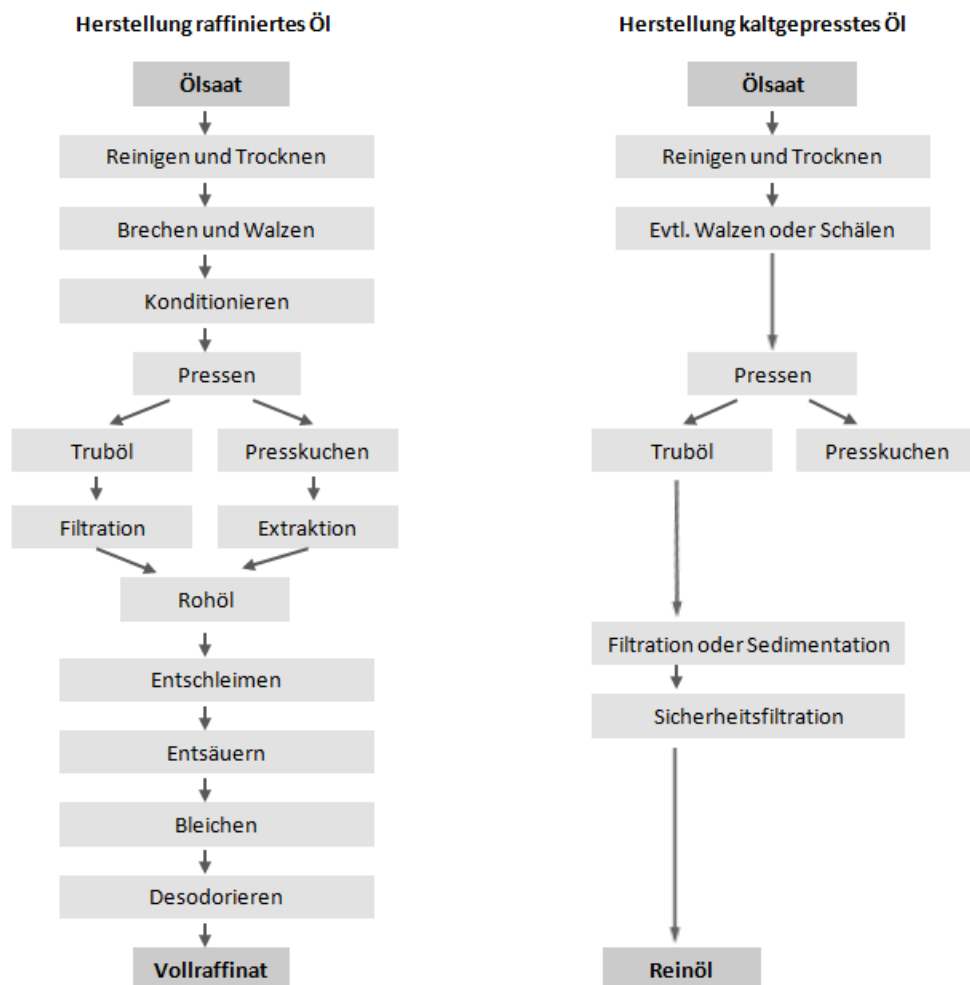 Herstellung raffiniertes Öl
Ölsaat
Reinigen und Trocknen
Brechen und Walzen
Konditionieren
Pressen
Truböl
Presskuchen
Filtration
Extraktion
Rohöl
Entschleimen
Entsäuern
Bleichen
Desodorieren
Vollraffinat
Herstellung kaltgepresstes Öl
Ölsaat
Reinigen und Trocknen
Evtl. Walzen oder Schälen
Pressen
Truböl
Presskuchen
Filtration oder Sedimentation
Sicherheitsfiltration
Reinöl